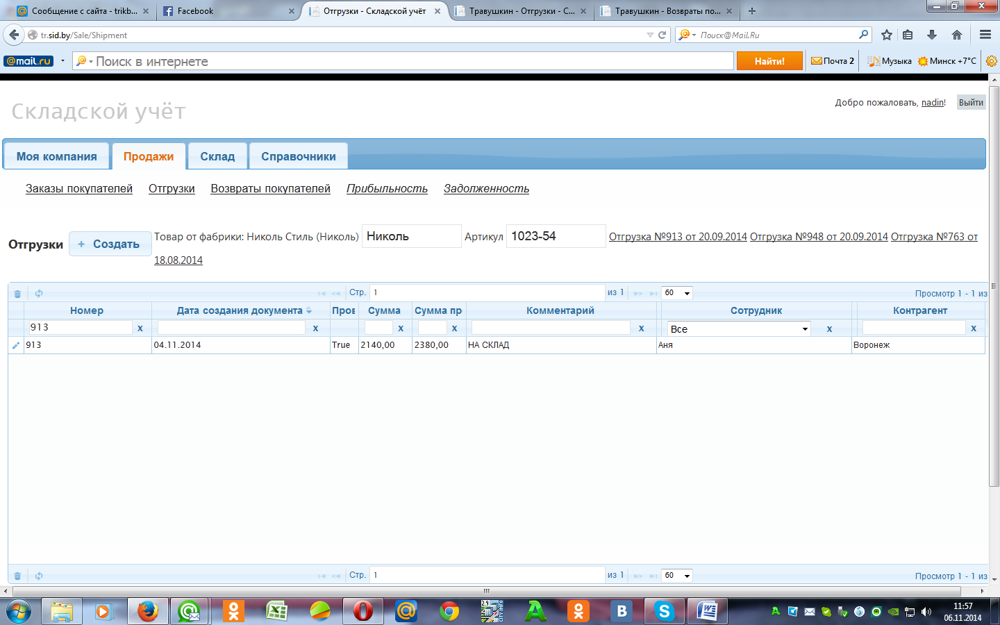 Сообщение с сайта - trikb...
Facebook
Отгрузки - Складской учёт
Травушкин - Отгрузки - С...
Травушкин - Возвраты по...
tr.sid.by/Sale/Shipment
Поиск@Mail.Ru
@mail.ru
Поиск в интернете
Найти!
Почта 2
Музыка
Минск +7°C
Складской учёт
Добро пожаловать, nadin!
Выйти
Моя компания
Продажи
Склад
Справочники
Заказы покупателей
Отгрузки
Возвраты покупателей
Прибыльность
Задолженность
Отгрузки
+ Создать
Товар от фабрики: Николь Стиль (Николь) Николь Артикул 1023-54 Отгрузка №913 от 20.09.2014 Отгрузка №948 от 20.09.2014 Отгрузка №763 от
18.08.2014
Стр. 1 из 1 60 Просмотр 1 - 1 из
Номер Дата создания документа Пров Сумма Сумма пр Комментарий Сотрудник Контрагент
913 x x x x x Все x x
913 04.11.2014 True 2140,00 2380,00 НА СКЛАД Аня Воронеж
Стр. 1 из 1 60 Просмотр 1 - 1 из
11:57
06.11.2014